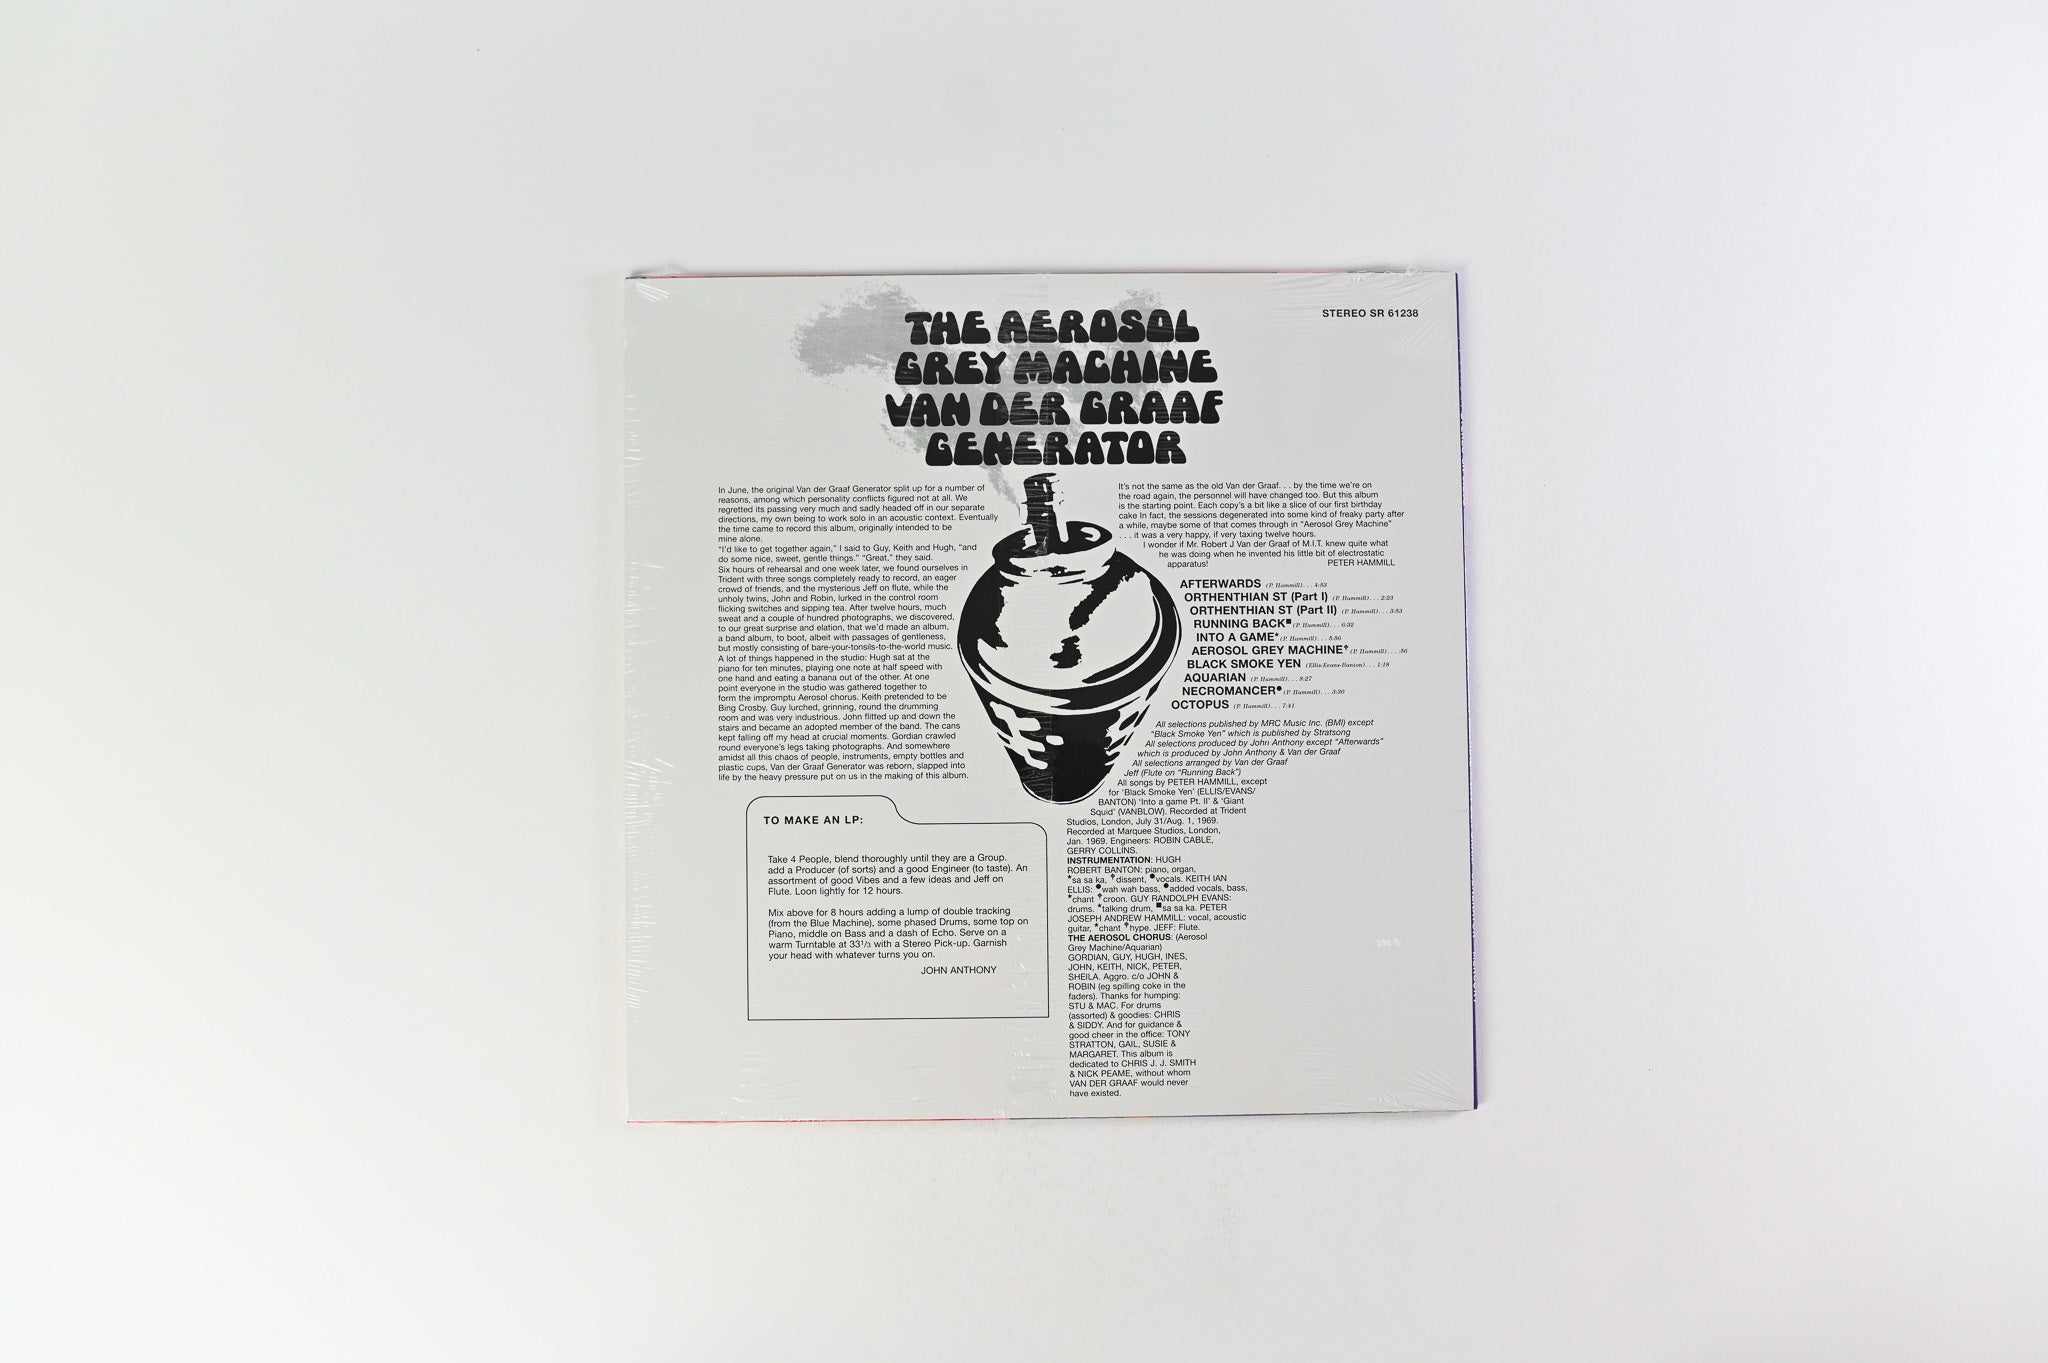 THE AEROSOL
GREY MACHINE
VAN DER GRAAF
GENERATOR
STEREO SR 61238
In June, the original Van der Graaf Generator split up for a number of
reasons, among which personality conflicts figured not at all. We
regretted its passing very much and sadly headed off in our separate
directions, my own being to work solo in an acoustic context. Eventually
the time came to record this album, originally intended to be
mine alone.
“I'd like to get together again,” I said to Guy, Keith and Hugh, “and
do some nice, sweet, gentle things.” “Great,” they said.
Six hours of rehearsal and one week later, we found ourselves in
Trident with three songs completely ready to record, an eager
crowd of friends, and the mysterious Jeff on flute, while the
unholy twins, John and Robin, lurked in the control room
flicking switches and sipping tea. After twelve hours, much
sweat and a couple of hundred photographs, we discovered,
to our great surprise and elation, that we'd made an album,
a band album, to boot, albeit with passages of gentleness,
but mostly consisting of bare-your-tonsils-to-the-world music.
A lot of things happened in the studio: Hugh sat at the
piano for ten minutes, playing one note at half speed with
one hand and eating a banana out of the other. At one
point everyone in the studio was gathered together to
form the impromptu Aerosol chorus. Keith pretended to be
Bing Crosby. Guy lurched, grinning, round the drumming
room and was very industrious. John flitted up and down the
stairs and became an adopted member of the band. The cans
kept falling off my head at crucial moments. Gordian crawled
round everyone's legs taking photographs. And somewhere
amidst all this chaos of people, instruments, empty bottles and
plastic cups, Van der Graaf Generator was reborn, slapped into
life by the heavy pressure put on us in the making of this album.
It's not the same as the old Van der Graaf. . . by the time we're on
the road again, the personnel will have changed too. But this album
is the starting point. Each copy's a bit like a slice of our first birthday
cake In fact, the sessions degenerated into some kind of freaky party after
a while, maybe some of that comes through in “Aerosol Grey Machine”
. . . it was a very happy, if very taxing twelve hours.
I wonder if Mr. Robert J Van der Graaf of M.I.T. knew quite what
he was doing when he invented his little bit of electrostatic
apparatus! PETER HAMMILL
AFTERWARDS (P. Hammill). . . 4:53
ORTHENTHIAN ST (Part I) (P. Hammill). . . 2:23
ORTHENTHIAN ST (Part II) (P. Hammill). . . 3:53
RUNNING BACK■ (P. Hammill). . . 6:32
INTO A GAME* (P. Hammill). . . 8:56
AEROSOL GREY MACHINE✝ (P. Hammill). . . :56
BLACK SMOKE YEN (Ellis-Evans-Banton). . . 1:18
AQUARIAN (P. Hammill). . . 8:27
NECROMANCER● (P. Hammill). . . 3:30
OCTOPUS (P. Hammill). . . 7:41
All selections published by MRC Music Inc. (BMI) except
“Black Smoke Yen” which is published by Stratsong
All selections produced by John Anthony except “Afterwards”
which is produced by John Anthony & Van der Graaf
All selections arranged by Van der Graaf
Jeff (Flute on “Running Back”)
All songs by PETER HAMMILL, except
for 'Black Smoke Yen' (ELLIS/EVANS/
BANTON) 'Into a game Pt. II' & 'Giant
Squid' (VANBLOW). Recorded at Trident
Studios, London, July 31/Aug. 1, 1969.
Recorded at Marquee Studios, London,
Jan. 1969. Engineers: ROBIN CABLE,
GERRY COLLINS.
INSTRUMENTATION: HUGH
ROBERT BANTON: piano, organ,
*sa sa ka, ✝dissent, ●vocals. KEITH IAN
ELLIS: ●wah wah bass, ●added vocals, bass,
*chant ✝croon. GUY RANDOLPH EVANS:
drums. *talking drum, ■sa sa ka. PETER
JOSEPH ANDREW HAMMILL: vocal, acoustic
guitar, *chant ✝hype. JEFF: Flute.
THE AEROSOL CHORUS: (Aerosol
Grey Machine/Aquarian)
GORDIAN, GUY, HUGH, INES,
JOHN, KEITH, NICK, PETER,
SHEILA. Aggro. c/o JOHN &
ROBIN (eg spilling coke in the
faders). Thanks for humping:
STU & MAC. For drums
(assorted) & goodies: CHRIS
& SIDDY. And for guidance &
good cheer in the office: TONY
STRATTON, GAIL, SUSIE &
MARGARET. This album is
dedicated to CHRIS J. J. SMITH
& NICK PEAME, without whom
VAN DER GRAAF would never
have existed.
TO MAKE AN LP:
Take 4 People, blend thoroughly until they are a Group.
add a Producer (of sorts) and a good Engineer (to taste). An
assortment of good Vibes and a few ideas and Jeff on
Flute. Loon lightly for 12 hours.
Mix above for 8 hours adding a lump of double tracking
(from the Blue Machine), some phased Drums, some top on
Piano, middle on Bass and a dash of Echo. Serve on a
warm Turntable at 33 1/3 with a Stereo Pick-up. Garnish
your head with whatever turns you on.
JOHN ANTHONY